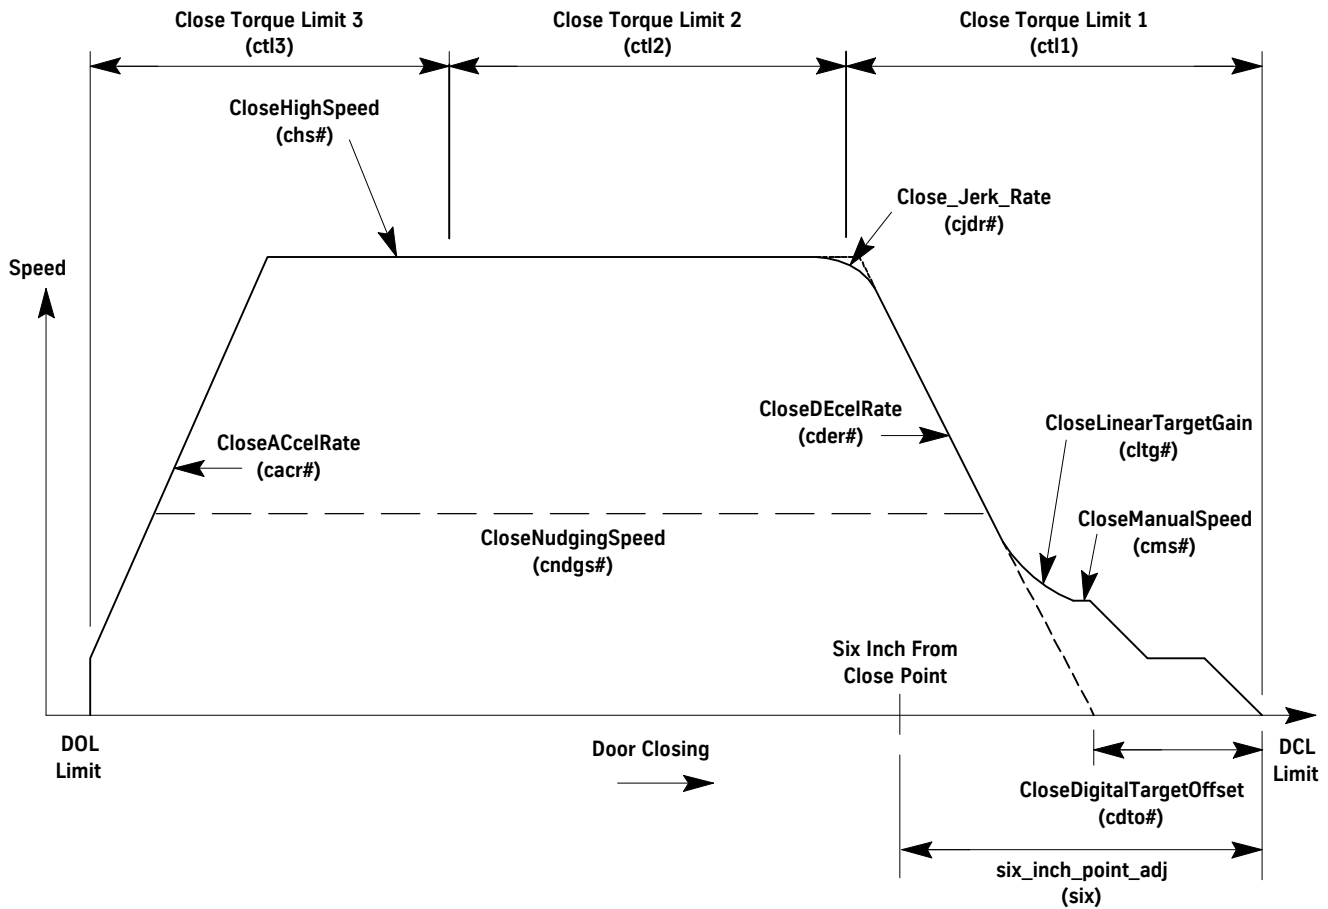 Close Torque Limit 3
(ctl3)
Close Torque Limit 2
(ctl2)
Close Torque Limit 1
(ctl1)
CloseHighSpeed
(chs#)
Close_Jerk_Rate
(cjdr#)
Speed
CloseACcelRate
(cacr#)
CloseDEcelRate
(cder#)
CloseLinearTargetGain
(cltg#)
CloseNudgingSpeed
(cndgs#)
CloseManualSpeed
(cms#)
Six Inch From
Close Point
DOL
Limit
Door Closing
DCL
Limit
CloseDigitalTargetOffset
(cdto#)
six_inch_point_adj
(six)